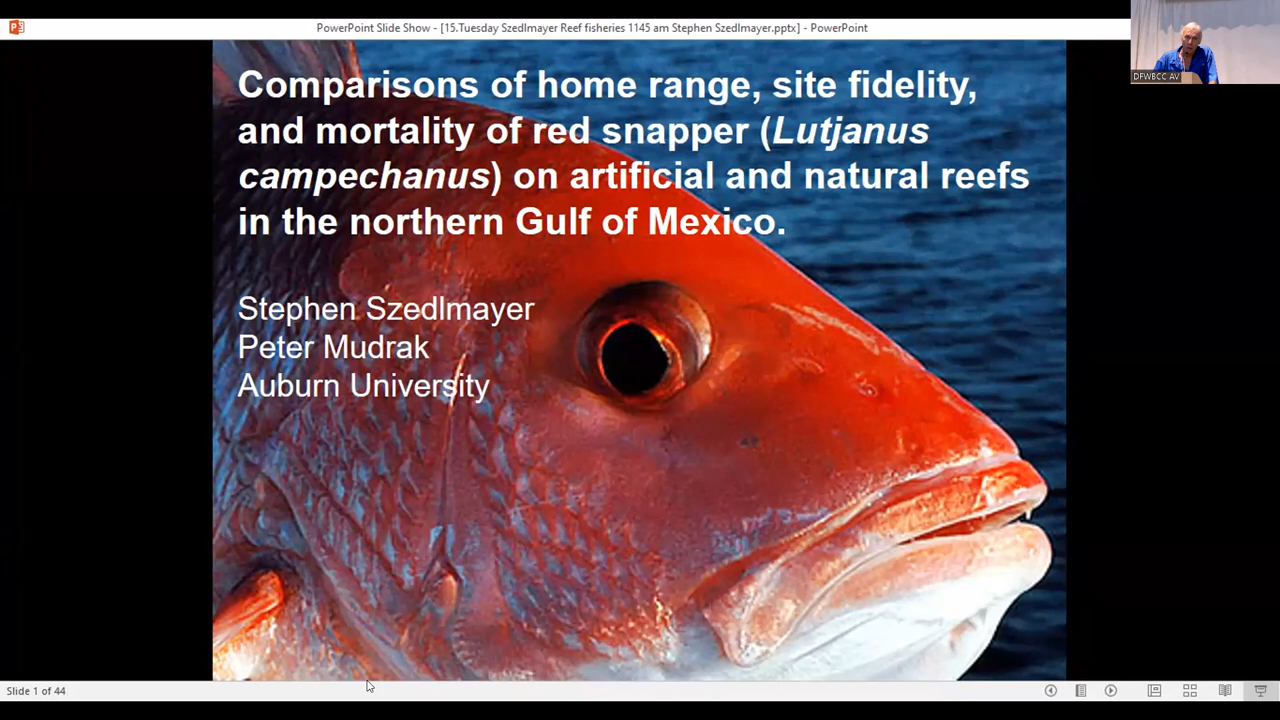 PowerPoint Slide Show - [15.Tuesday Szedlmayer Reef fisheries 1145 am Stephen Szedlmayer.pptx] - PowerPoint
DFWBCC AV
Comparisons of home range, site fidelity,
and mortality of red snapper (Lutjanus
campechanus) on artificial and natural reefs
in the northern Gulf of Mexico.
Stephen Szedlmayer
Peter Mudrak
Auburn University
Slide 1 of 44